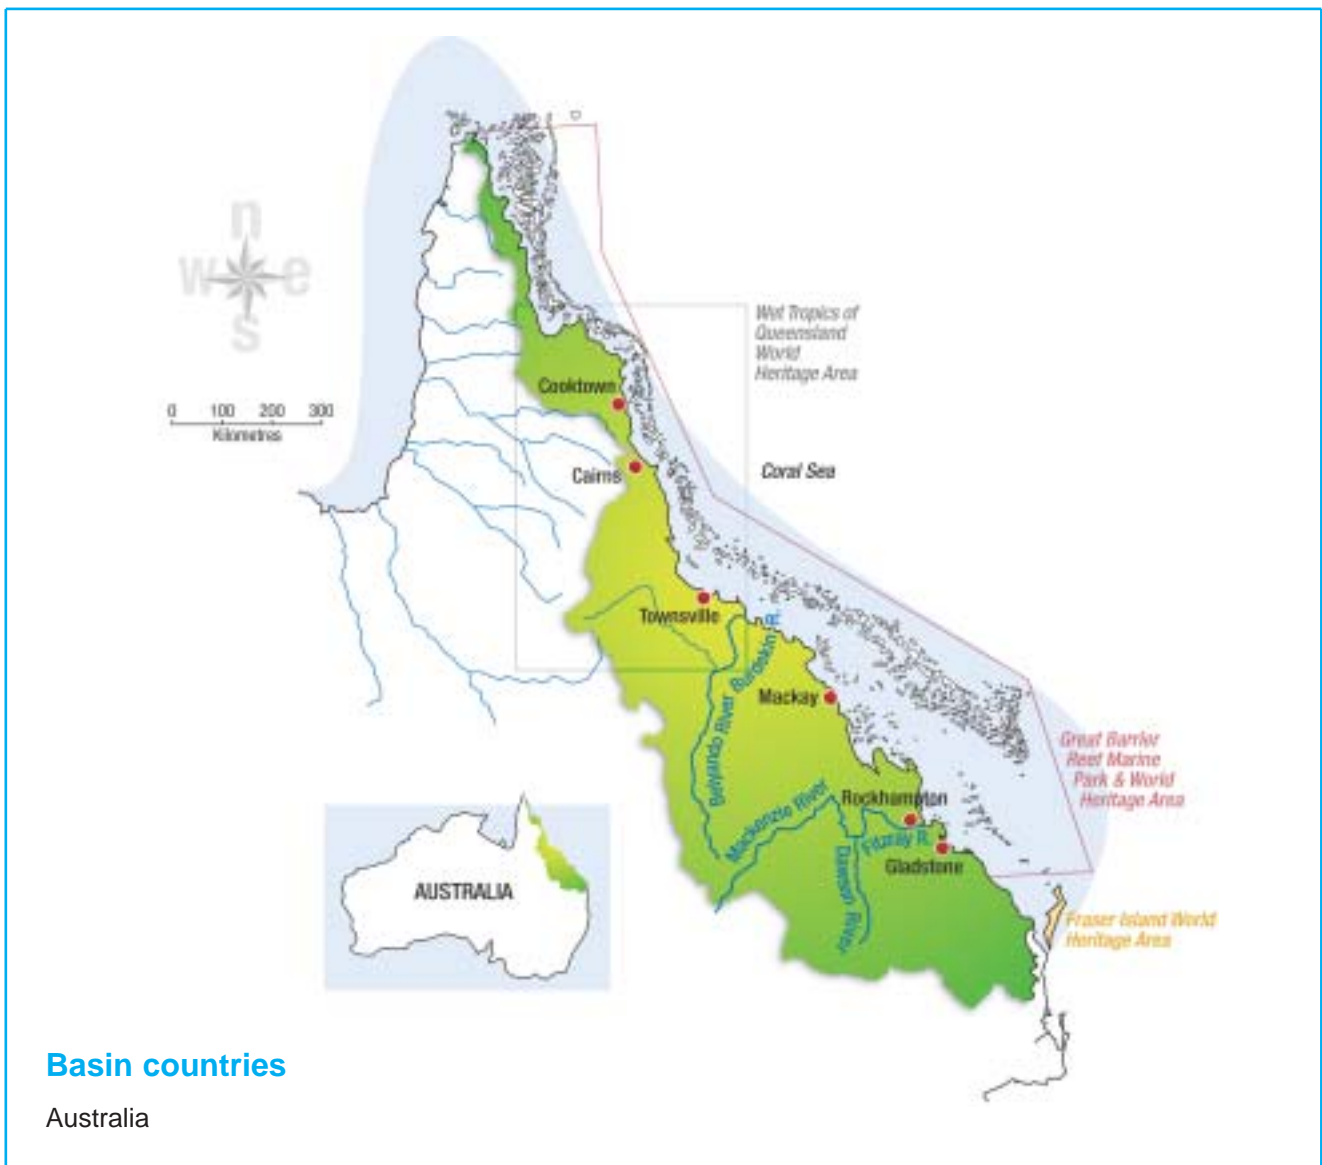 n
w e
s
0 100 200 300
Kilometres
Wet Tropics of
Queensland
World
Heritage Area
Cooktown
Cairns
Coral Sea
Townsville
Burdekin R.
Belyando River
Mackay
Mackenzie River
Rockhampton
Fitzroy R.
Gladstone
Dawson River
Great Barrier
Reef Marine
Park & World
Heritage Area
Fraser Island World
Heritage Area
AUSTRALIA
Basin countries
Australia